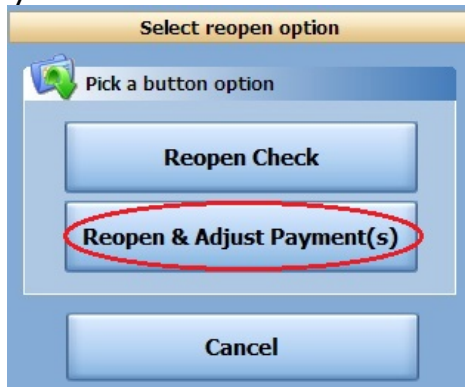 Select reopen option
Pick a button option
Reopen Check
Reopen & Adjust Payment(s)
Cancel